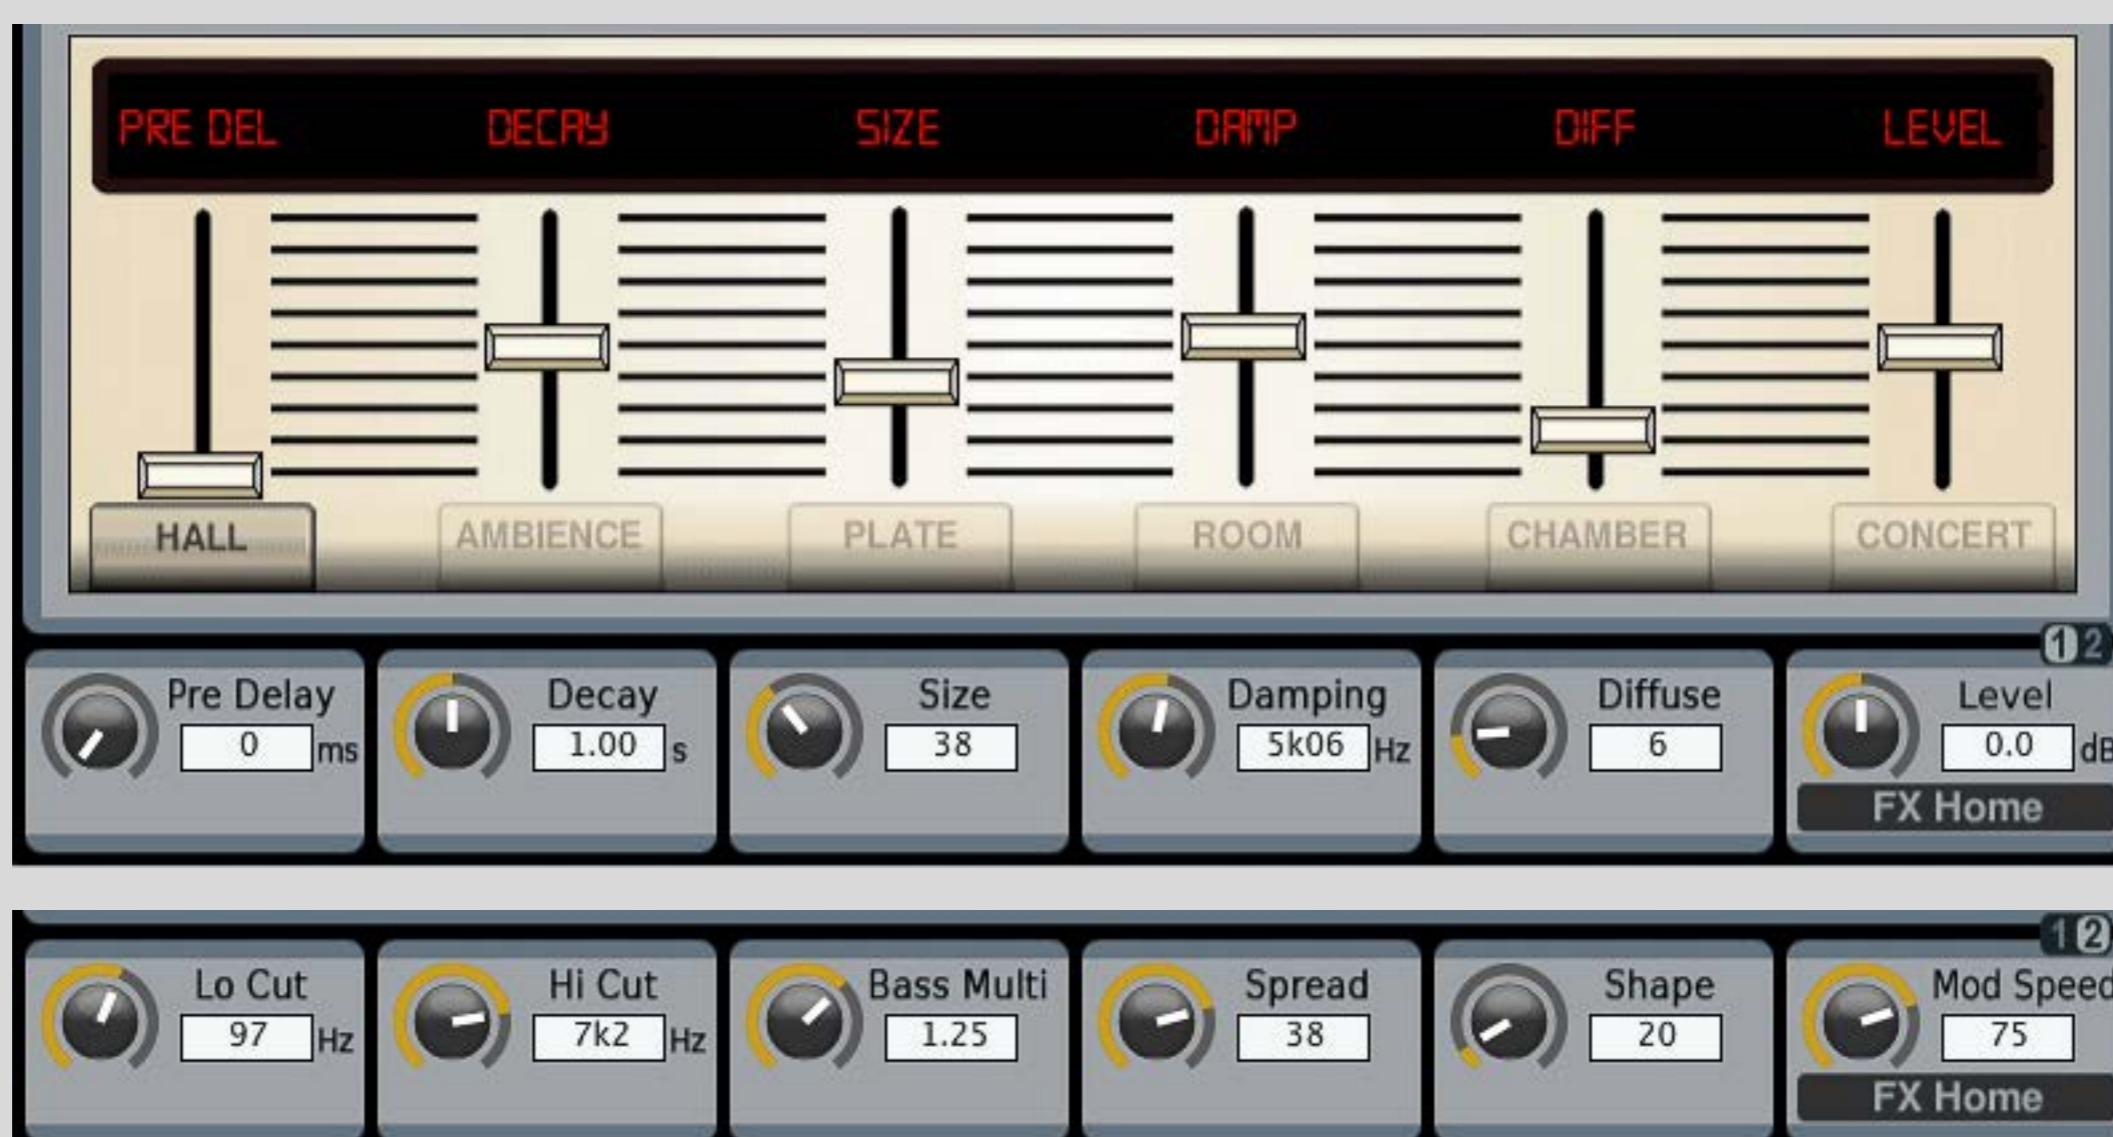 PRE DEL DECAY SIZE DAMP DIFF LEVEL
HALL AMBIENCE PLATE ROOM CHAMBER CONCERT
1 2
Pre Delay Decay Size Damping Diffuse Level
0 ms 1.00 s 38 5k06 Hz 6 0.0 dB
FX Home
1 2
Lo Cut Hi Cut Bass Multi Spread Shape Mod Speed
97 Hz 7k2 Hz 1.25 38 20 75
FX Home